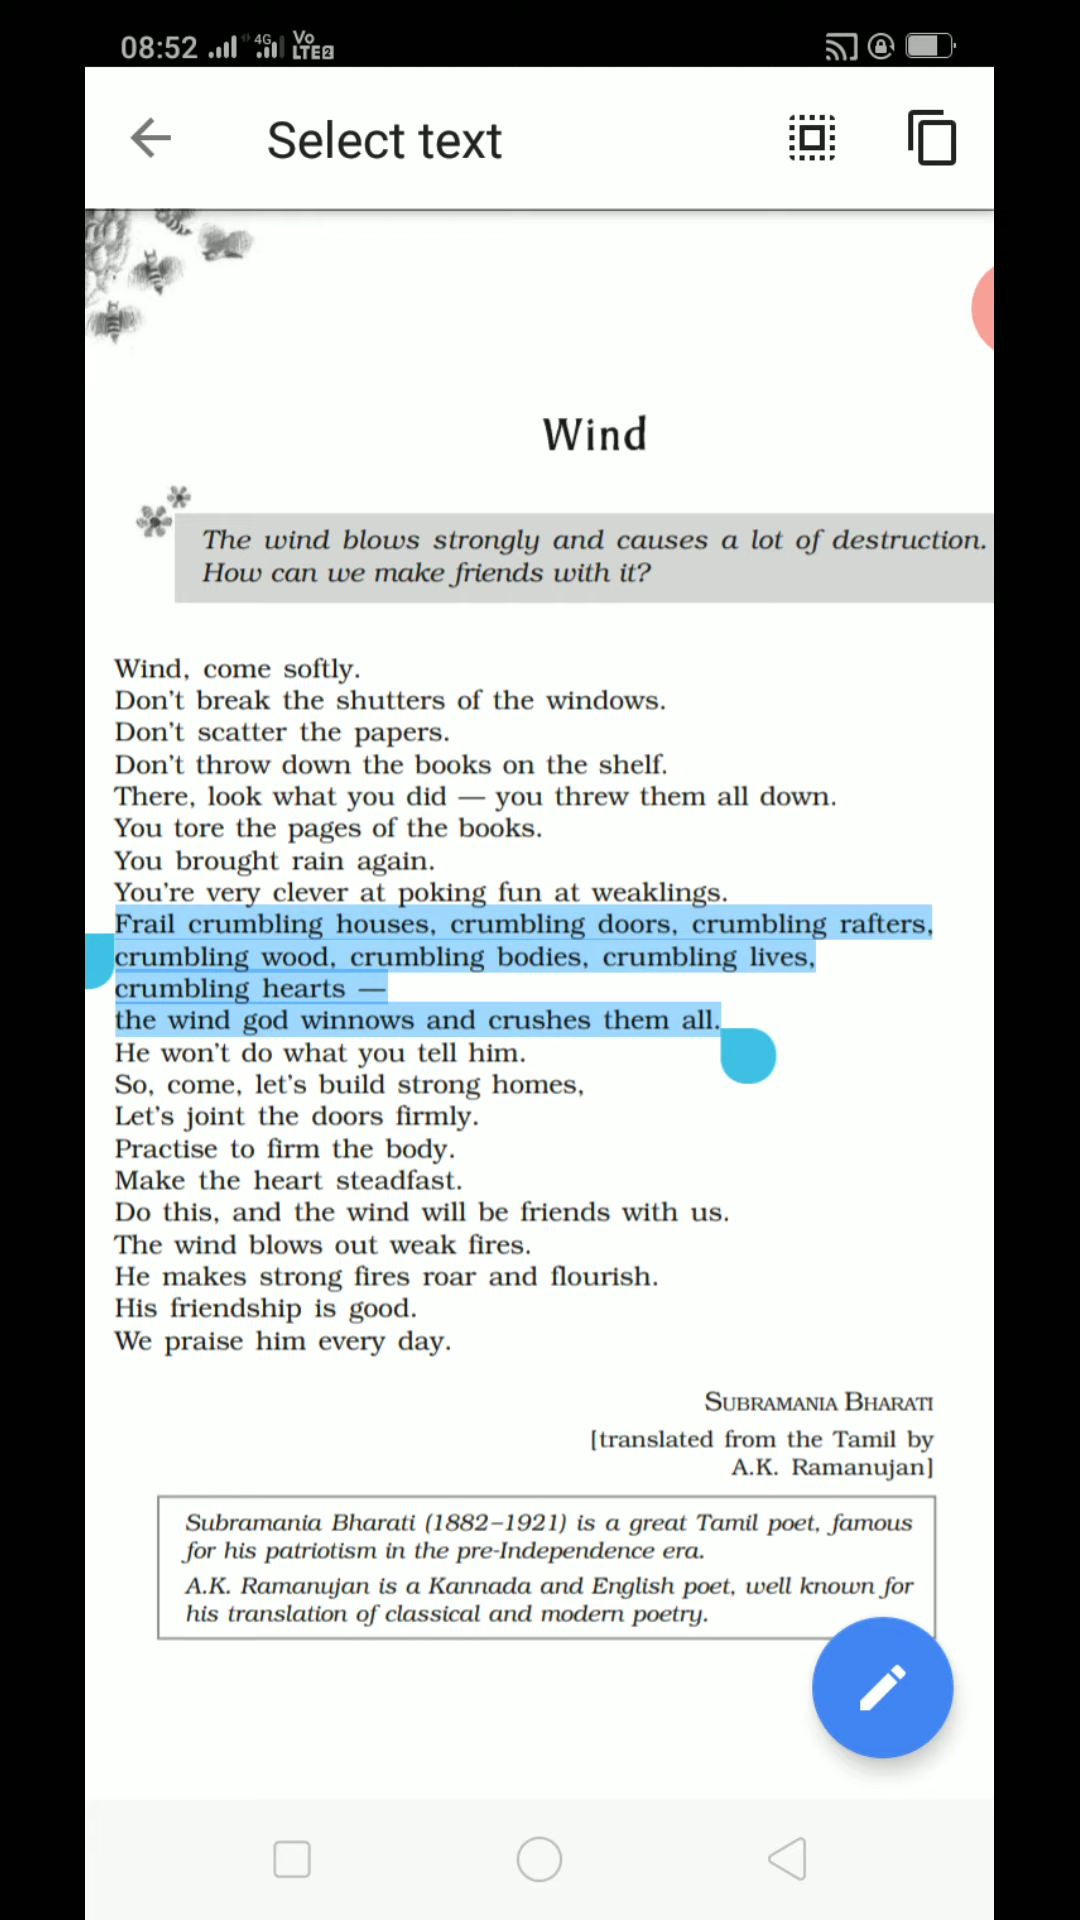 08:52 4G Vo LTE2
Select text
Wind
The wind blows strongly and causes a lot of destruction.
How can we make friends with it?
Wind, come softly.
Don't break the shutters of the windows.
Don't scatter the papers.
Don't throw down the books on the shelf.
There, look what you did — you threw them all down.
You tore the pages of the books.
You brought rain again.
You're very clever at poking fun at weaklings.
Frail crumbling houses, crumbling doors, crumbling rafters,
crumbling wood, crumbling bodies, crumbling lives,
crumbling hearts —
the wind god winnows and crushes them all.
He won't do what you tell him.
So, come, let's build strong homes,
Let's joint the doors firmly.
Practise to firm the body.
Make the heart steadfast.
Do this, and the wind will be friends with us.
The wind blows out weak fires.
He makes strong fires roar and flourish.
His friendship is good.
We praise him every day.
SUBRAMANIA BHARATI
[translated from the Tamil by
A.K. Ramanujan]
Subramania Bharati (1882–1921) is a great Tamil poet, famous
for his patriotism in the pre-Independence era.
A.K. Ramanujan is a Kannada and English poet, well known for
his translation of classical and modern poetry.